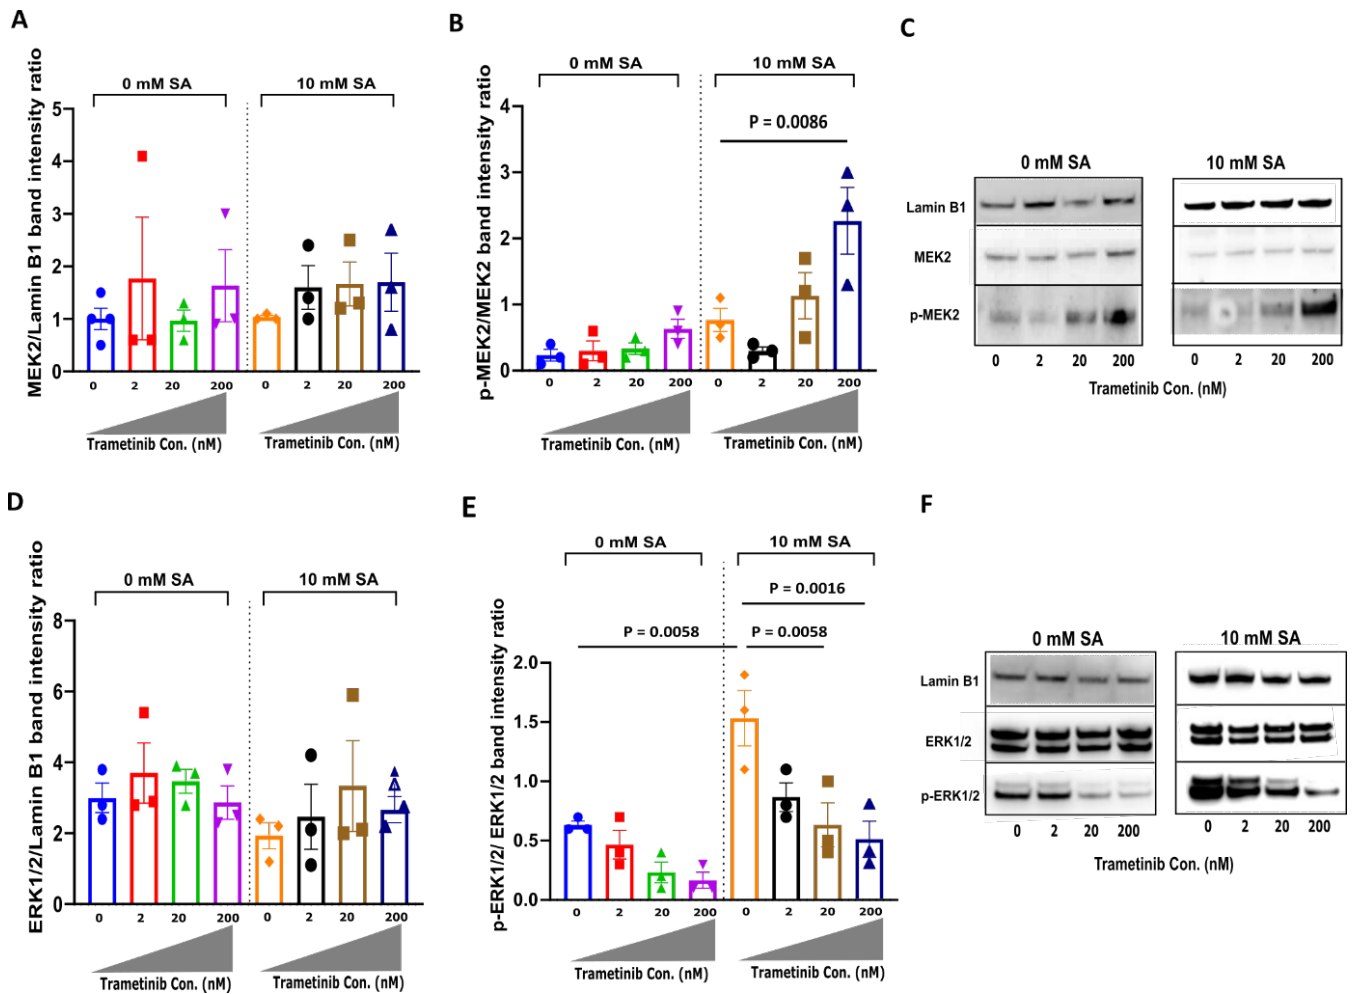 A
MEK2/Lamin B1 band intensity ratio
0 mM SA
10 mM SA
5
4
3
2
1
0
0
2
20
200
0
2
20
200
Trametinib Con. (nM)
Trametinib Con. (nM)
B
p-MEK2/MEK2 band intensity ratio
0 mM SA
10 mM SA
P = 0.0086
4
3
2
1
0
0
2
20
200
0
2
20
200
Trametinib Con. (nM)
Trametinib Con. (nM)
C
0 mM SA
10 mM SA
Lamin B1
MEK2
p-MEK2
0
2
20
200
0
2
20
200
Trametinib Con. (nM)
D
ERK1/2/Lamin B1 band intensity ratio
0 mM SA
10 mM SA
8
6
4
2
0
0
2
20
200
0
2
20
200
Trametinib Con. (nM)
Trametinib Con. (nM)
E
p-ERK1/2/ ERK1/2 band intensity ratio
0 mM SA
10 mM SA
P = 0.0016
P = 0.0058
P = 0.0058
2.0
1.5
1.0
0.5
0.0
0
2
20
200
0
2
20
200
Trametinib Con. (nM)
Trametinib Con. (nM)
F
0 mM SA
10 mM SA
Lamin B1
ERK1/2
p-ERK1/2
0
2
20
200
0
2
20
200
Trametinib Con. (nM)